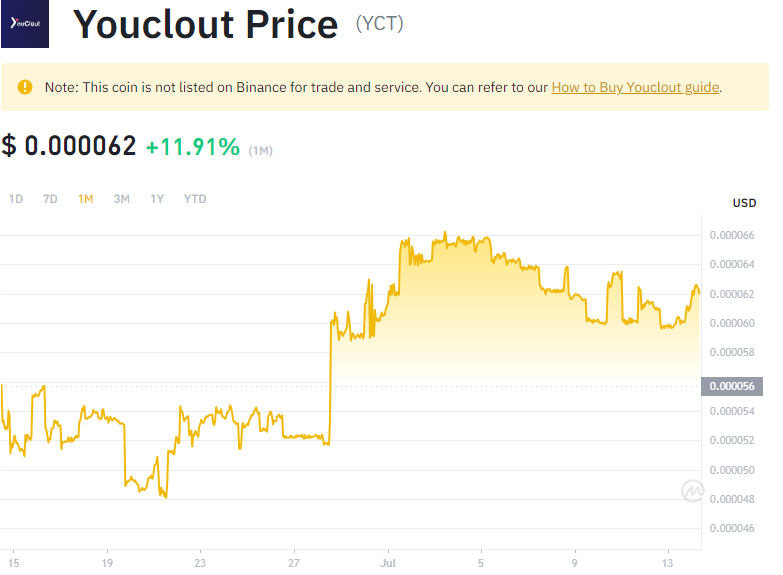 YouClout
Youclout Price (YCT)
Note: This coin is not listed on Binance for trade and service. You can refer to our How to Buy Youclout guide.
$ 0.000062 +11.91% (1M)
1D 7D 1M 3M 1Y YTD
USD
0.000066
0.000064
0.000062
0.000060
0.000058
0.000056
0.000054
0.000052
0.000050
0.000048
0.000046
15 19 23 27 Jul 5 9 13